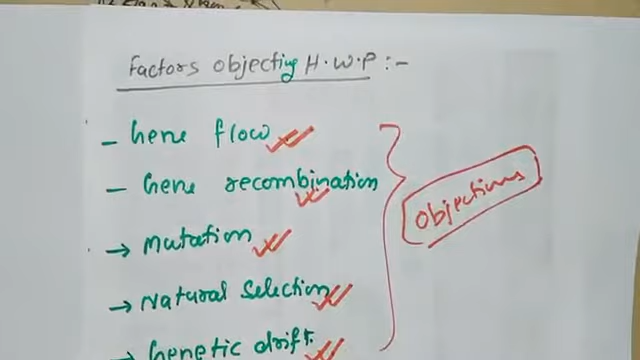 Factors objecting H.W.P :-
- Gene flow
- Gene recombination
→ Mutation
→ Natural Selection
→ Genetic drift
Objections